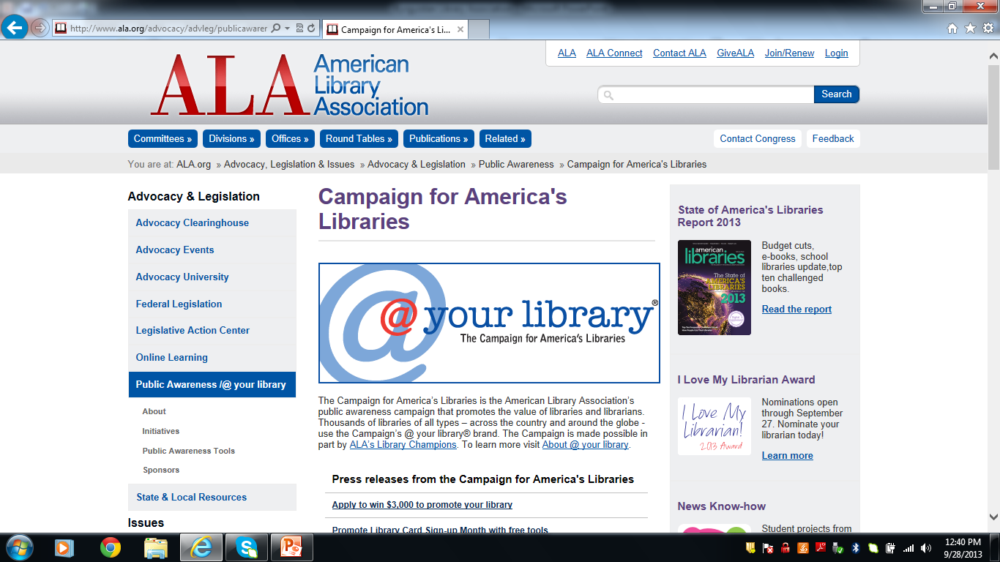 http://www.ala.org/advocacy/advleg/publicawarer
Campaign for America's Li...
ALA
American
Library
Association
ALA ALA Connect Contact ALA GiveALA Join/Renew Login
Search
Committees » Divisions » Offices » Round Tables » Publications » Related »
Contact Congress Feedback
You are at: ALA.org » Advocacy, Legislation & Issues » Advocacy & Legislation » Public Awareness » Campaign for America's Libraries
Advocacy & Legislation
Advocacy Clearinghouse
Advocacy Events
Advocacy University
Federal Legislation
Legislative Action Center
Online Learning
Public Awareness /@ your library
About
Initiatives
Public Awareness Tools
Sponsors
State & Local Resources
Issues
Campaign for America's
Libraries
@ your library®
The Campaign for America's Libraries
The Campaign for America's Libraries is the American Library Association's
public awareness campaign that promotes the value of libraries and librarians.
Thousands of libraries of all types – across the country and around the globe -
use the Campaign's @ your library® brand. The Campaign is made possible in
part by ALA's Library Champions. To learn more visit About @ your library.
Press releases from the Campaign for America's Libraries
Apply to win $3,000 to promote your library
Promote Library Card Sign-up Month with free tools
State of America's Libraries
Report 2013
american
libraries
The State of
AMERICA'S
LIBRARIES
2013
Budget cuts,
e-books, school
libraries update,top
ten challenged
books.
Read the report
I Love My Librarian Award
I Love My
Librarian!
2013 Award
Nominations open
through September
27. Nominate your
librarian today!
Learn more
News Know-how
Student projects from
12:40 PM
9/28/2013